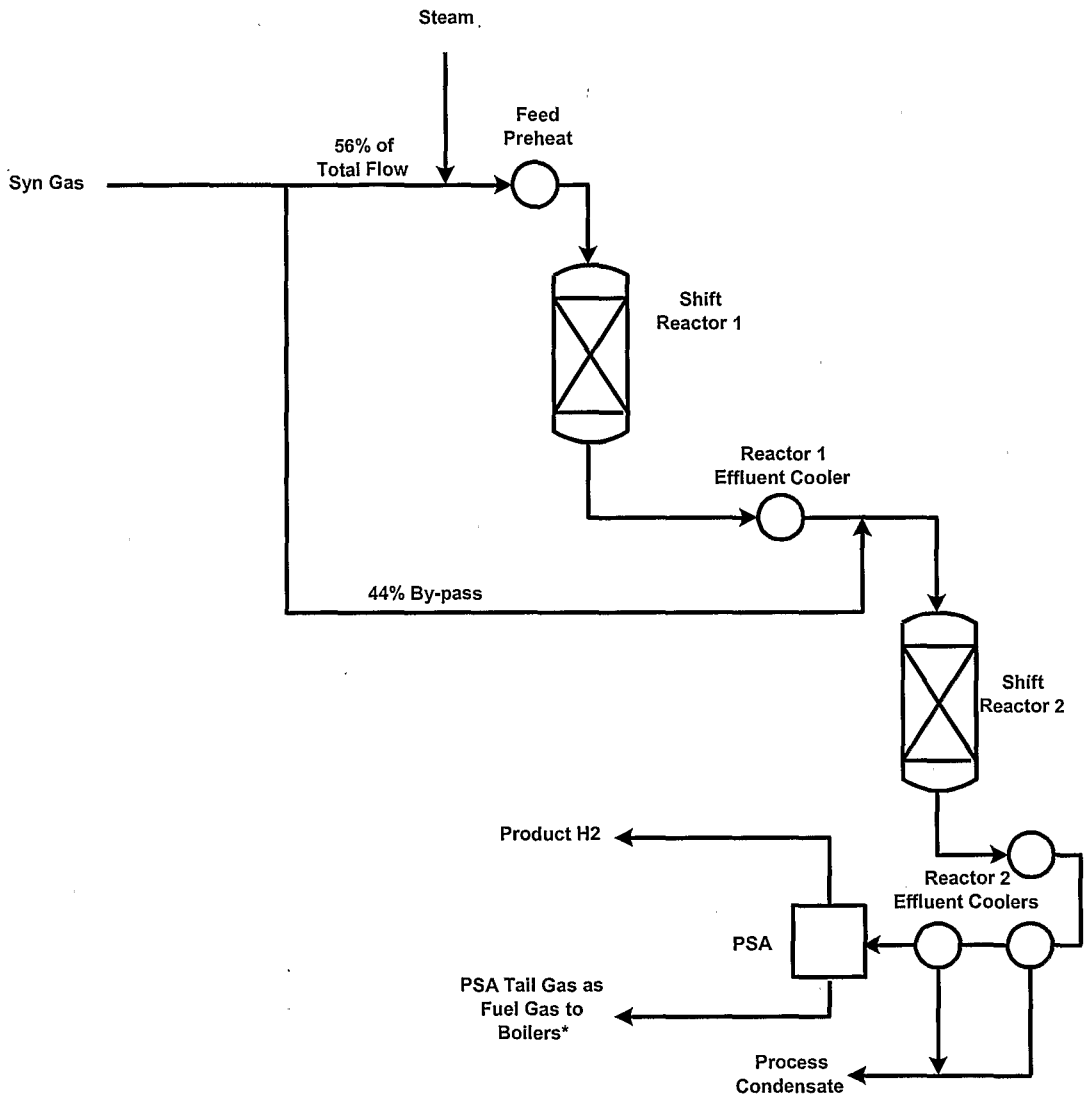 Steam
Feed
Preheat
56% of
Total Flow
Syn Gas
Shift
Reactor 1
Reactor 1
Effluent Cooler
44% By-pass
Shift
Reactor 2
Product H2
Reactor 2
Effluent Coolers
PSA
PSA Tail Gas as
Fuel Gas to
Boilers*
Process
Condensate